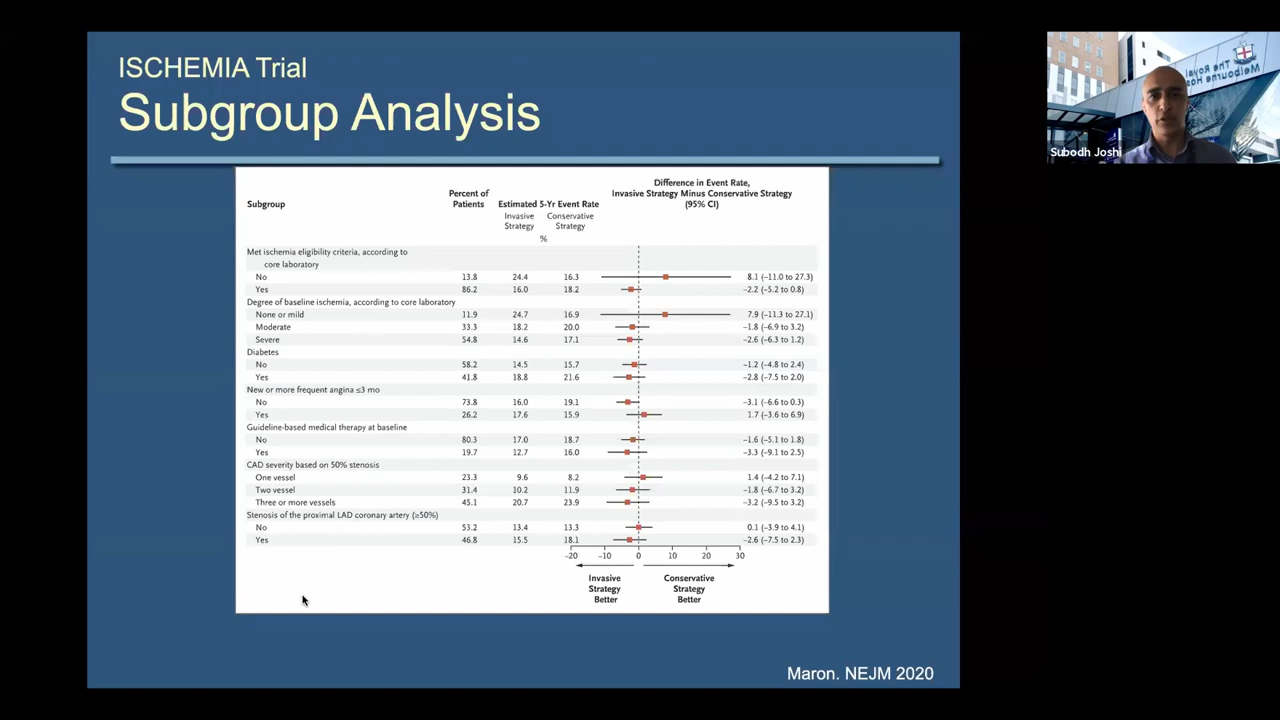 ISCHEMIA Trial
Subgroup Analysis
Subgroup
Percent of
Patients
Estimated 5-Yr Event Rate
Invasive
Strategy
Conservative
Strategy
%
Difference in Event Rate,
Invasive Strategy Minus Conservative Strategy
(95% CI)
Met ischemia eligibility criteria, according to
core laboratory
No 13.8 24.4 16.3 8.1 (−11.0 to 27.3)
Yes 86.2 16.0 18.2 −2.2 (−5.2 to 0.8)
Degree of baseline ischemia, according to core laboratory
None or mild 11.9 24.7 16.9 7.9 (−11.3 to 27.1)
Moderate 33.3 18.2 20.0 −1.8 (−6.9 to 3.2)
Severe 54.8 14.6 17.1 −2.6 (−6.3 to 1.2)
Diabetes
No 58.2 14.5 15.7 −1.2 (−4.8 to 2.4)
Yes 41.8 18.8 21.6 −2.8 (−7.5 to 2.0)
New or more frequent angina ≤3 mo
No 73.8 16.0 19.1 −3.1 (−6.6 to 0.3)
Yes 26.2 17.6 15.9 1.7 (−3.6 to 6.9)
Guideline-based medical therapy at baseline
No 80.3 17.0 18.7 −1.6 (−5.1 to 1.8)
Yes 19.7 12.7 16.0 −3.3 (−9.1 to 2.5)
CAD severity based on 50% stenosis
One vessel 23.3 9.6 8.2 1.4 (−4.2 to 7.1)
Two vessel 31.4 10.2 11.9 −1.8 (−6.7 to 3.2)
Three or more vessels 45.1 20.7 23.9 −3.2 (−9.5 to 3.2)
Stenosis of the proximal LAD coronary artery (≥50%)
No 53.2 13.4 13.3 0.1 (−3.9 to 4.1)
Yes 46.8 15.5 18.1 −2.6 (−7.5 to 2.3)
−20 −10 0 10 20 30
Invasive
Strategy
Better
Conservative
Strategy
Better
Maron. NEJM 2020
The Royal
Melbourne Hos
Subodh Joshi